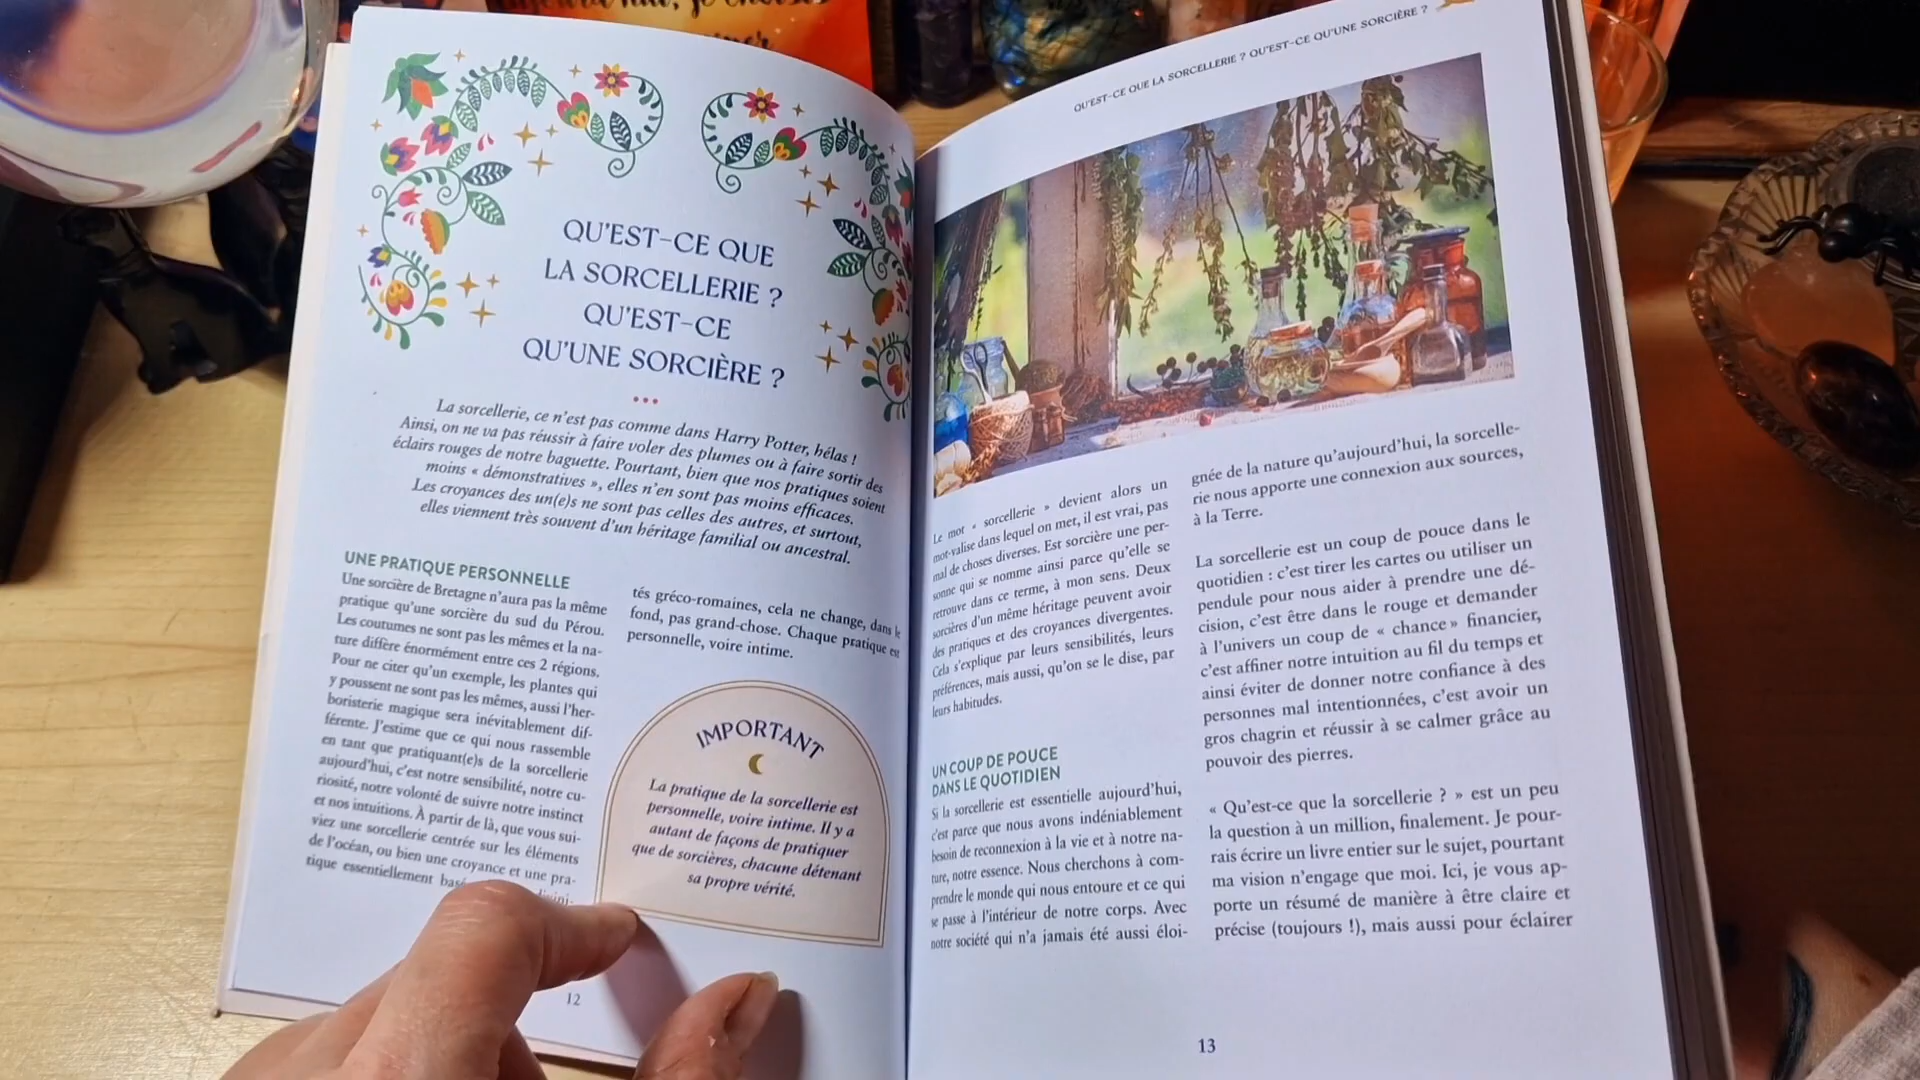 QU'EST-CE QUE
LA SORCELLERIE ?
QU'EST-CE
QU'UNE SORCIÈRE ?
La sorcellerie, ce n'est pas comme dans Harry Potter, hélas !
Ainsi, on ne va pas réussir à faire voler des plumes ou à faire sortir des
éclairs rouges de notre baguette. Pourtant, bien que nos pratiques soient
moins « démonstratives », elles n'en sont pas moins efficaces.
Les croyances des un(e)s ne sont pas celles des autres, et surtout,
elles viennent très souvent d'un héritage familial ou ancestral.
UNE PRATIQUE PERSONNELLE
Une sorcière de Bretagne n'aura pas la même
pratique qu'une sorcière du sud du Pérou.
Les coutumes ne sont pas les mêmes et la na-
ture diffère énormément entre ces 2 régions.
Pour ne citer qu'un exemple, les plantes qui
y poussent ne sont pas les mêmes, aussi l'her-
boristerie magique sera inévitablement dif-
férente. J'estime que ce qui nous rassemble
en tant que pratiquant(e)s de la sorcellerie
aujourd'hui, c'est notre sensibilité, notre cu-
riosité, notre volonté de suivre notre instinct
et nos intuitions. À partir de là, que vous sui-
viez une sorcellerie centrée sur les éléments
de l'océan, ou bien une croyance et une pra-
tique essentiellement
tés gréco-romaines, cela ne change, dans le
fond, pas grand-chose. Chaque pratique est
personnelle, voire intime.
IMPORTANT
La pratique de la sorcellerie est
personnelle, voire intime. Il y a
autant de façons de pratiquer
que de sorcières, chacune détenant
sa propre vérité.
12
QU'EST-CE QUE LA SORCELLERIE ? QU'EST-CE QU'UNE SORCIÈRE ?
Le mot « sorcellerie » devient alors un
mot-valise dans lequel on met, il est vrai, pas
mal de choses diverses. Est sorcière une per-
sonne qui se nomme ainsi parce qu'elle se
retrouve dans ce terme, à mon sens. Deux
sorcières d'un même héritage peuvent avoir
des pratiques et des croyances divergentes.
Cela s'explique par leurs sensibilités, leurs
préférences, mais aussi, qu'on se le dise, par
leurs habitudes.
UN COUP DE POUCE
DANS LE QUOTIDIEN
Si la sorcellerie est essentielle aujourd'hui,
c'est parce que nous avons indéniablement
besoin de reconnexion à la vie et à notre na-
ture, notre essence. Nous cherchons à com-
prendre le monde qui nous entoure et ce qui
se passe à l'intérieur de notre corps. Avec
notre société qui n'a jamais été aussi éloi-
gnée de la nature qu'aujourd'hui, la sorcelle-
rie nous apporte une connexion aux sources,
à la Terre.
La sorcellerie est un coup de pouce dans le
quotidien : c'est tirer les cartes ou utiliser un
pendule pour nous aider à prendre une dé-
cision, c'est être dans le rouge et demander
à l'univers un coup de « chance » financier,
c'est affiner notre intuition au fil du temps et
ainsi éviter de donner notre confiance à des
personnes mal intentionnées, c'est avoir un
gros chagrin et réussir à se calmer grâce au
pouvoir des pierres.
« Qu'est-ce que la sorcellerie ? » est un peu
la question à un million, finalement. Je pour-
rais écrire un livre entier sur le sujet, pourtant
ma vision n'engage que moi. Ici, je vous ap-
porte un résumé de manière à être claire et
précise (toujours !), mais aussi pour éclairer
13